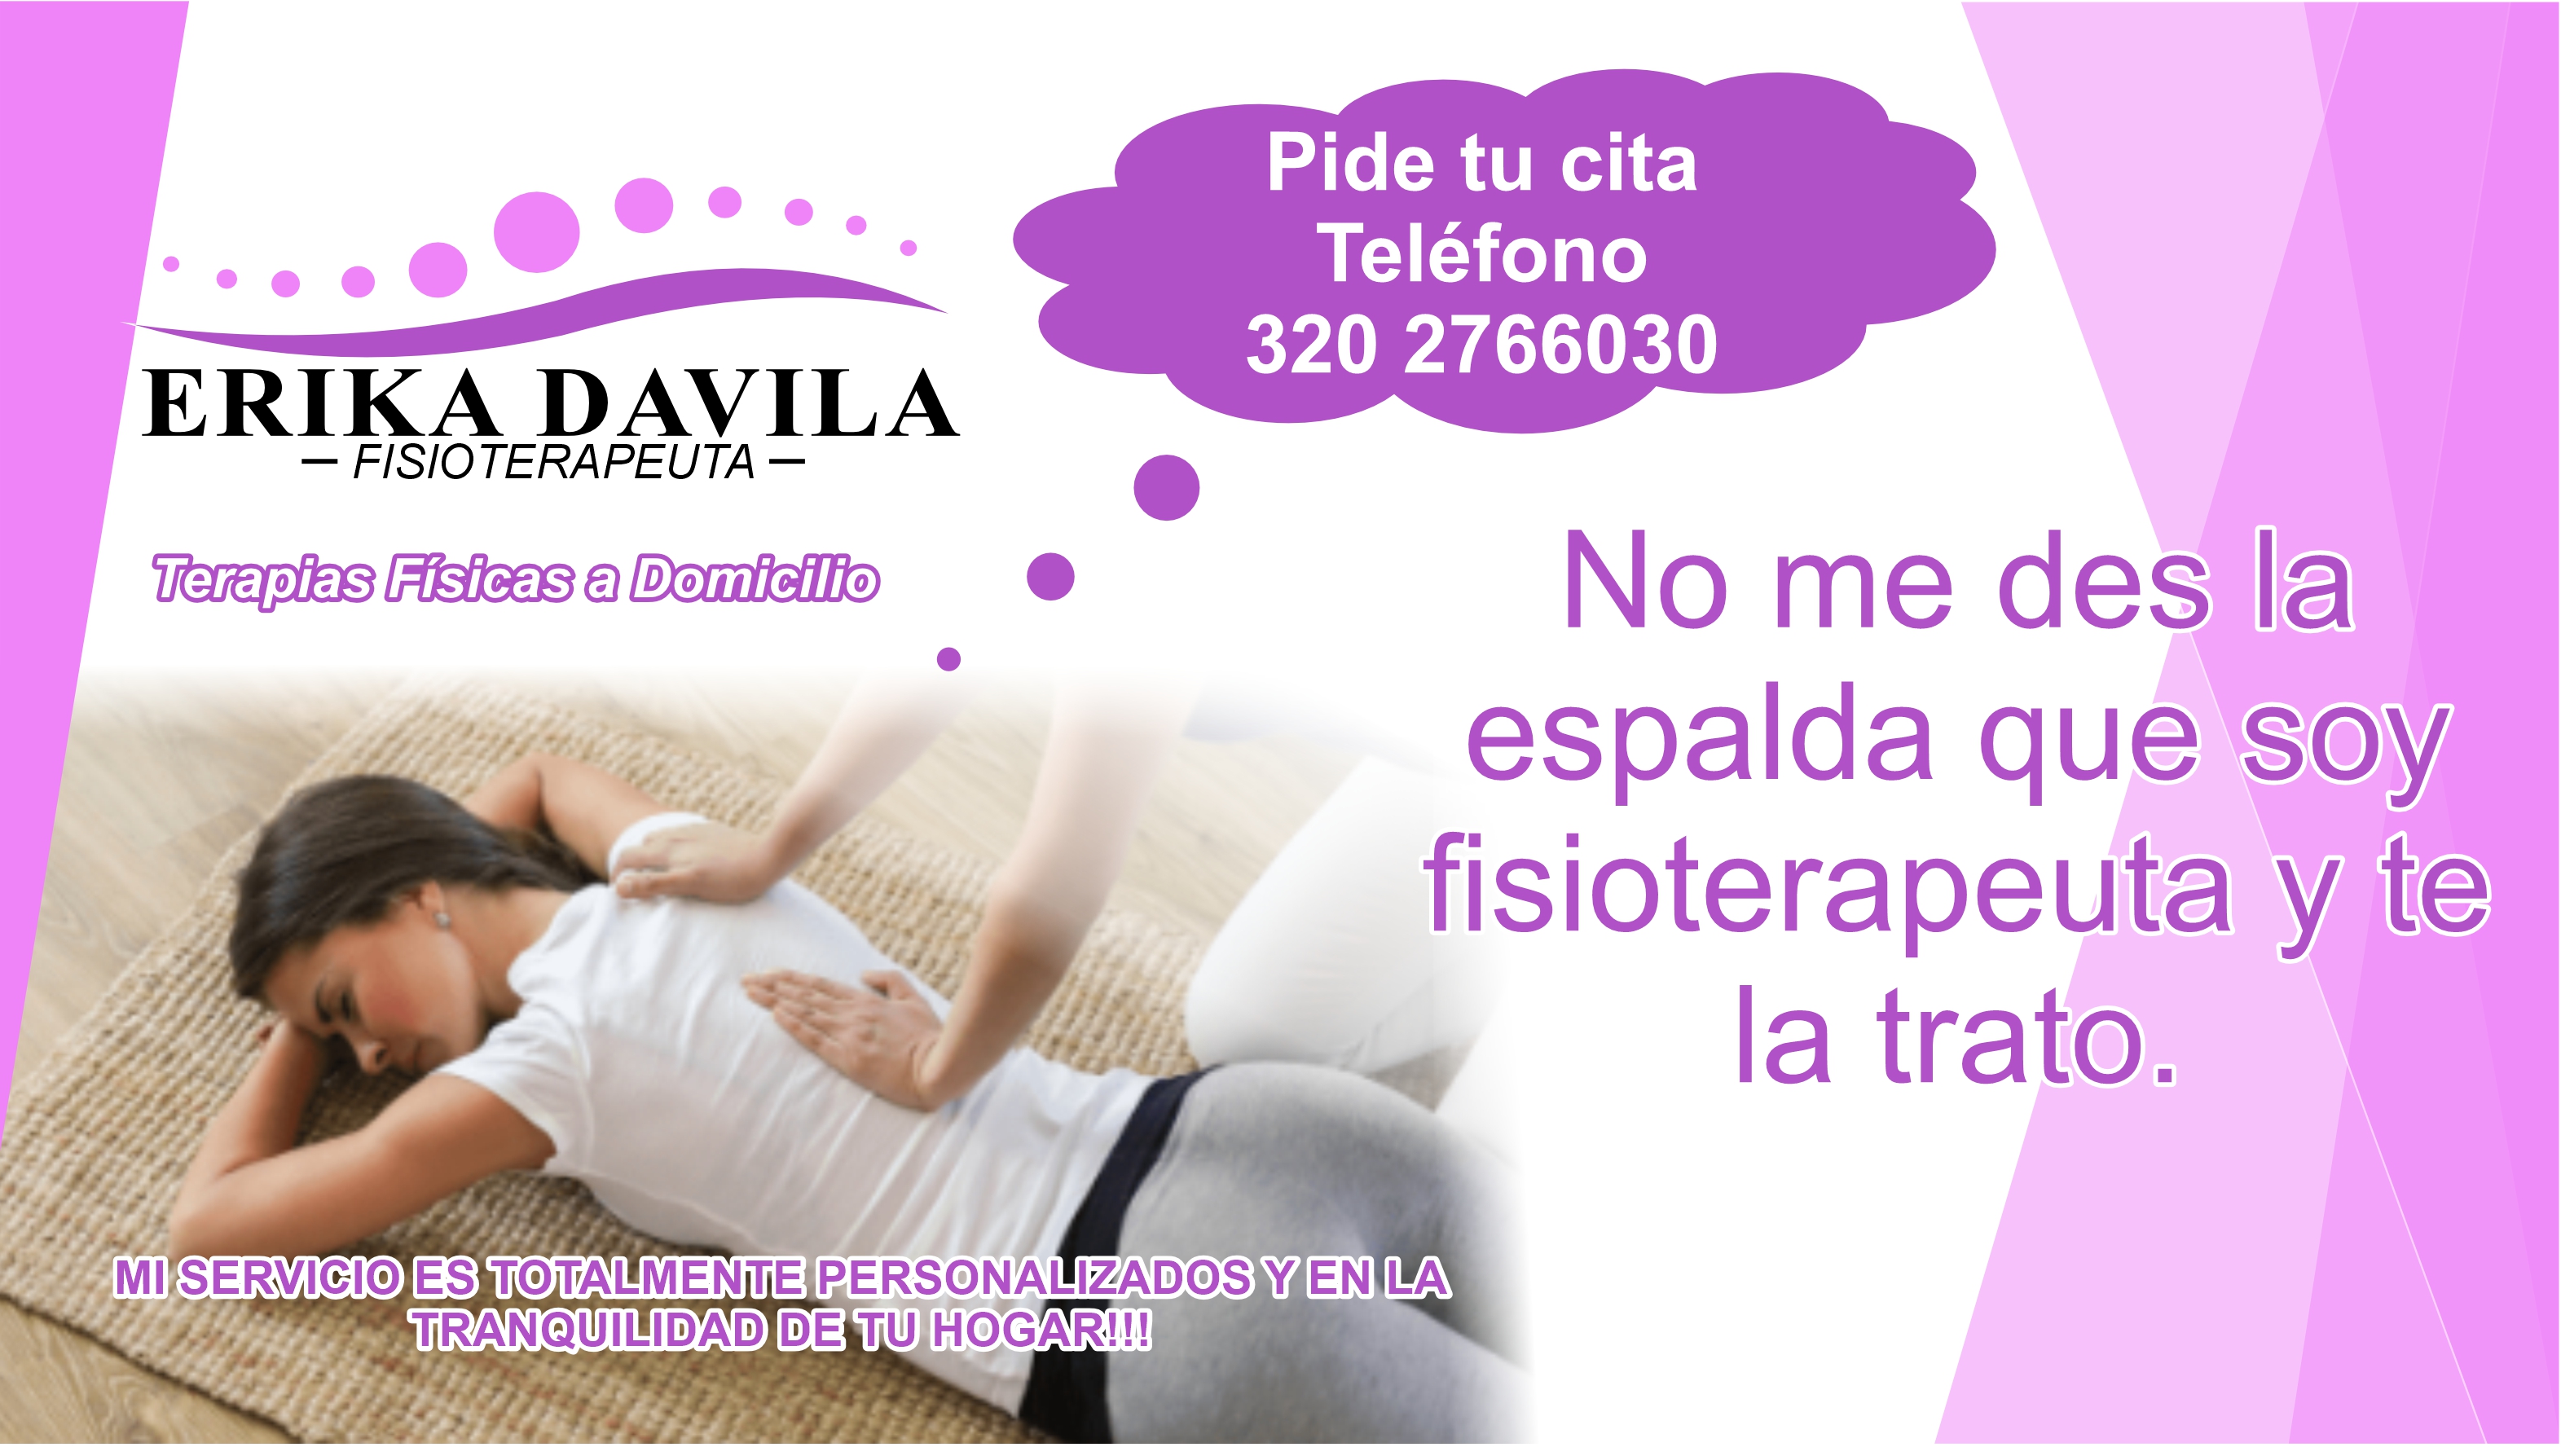 Pide tu cita
Teléfono
320 2766030
ERIKA DAVILA
– FISIOTERAPEUTA –
Terapias Físicas a Domicilio
No me des la
espalda que soy
fisioterapeuta y te
la trato.
MI SERVICIO ES TOTALMENTE PERSONALIZADOS Y EN LA
TRANQUILIDAD DE TU HOGAR!!!